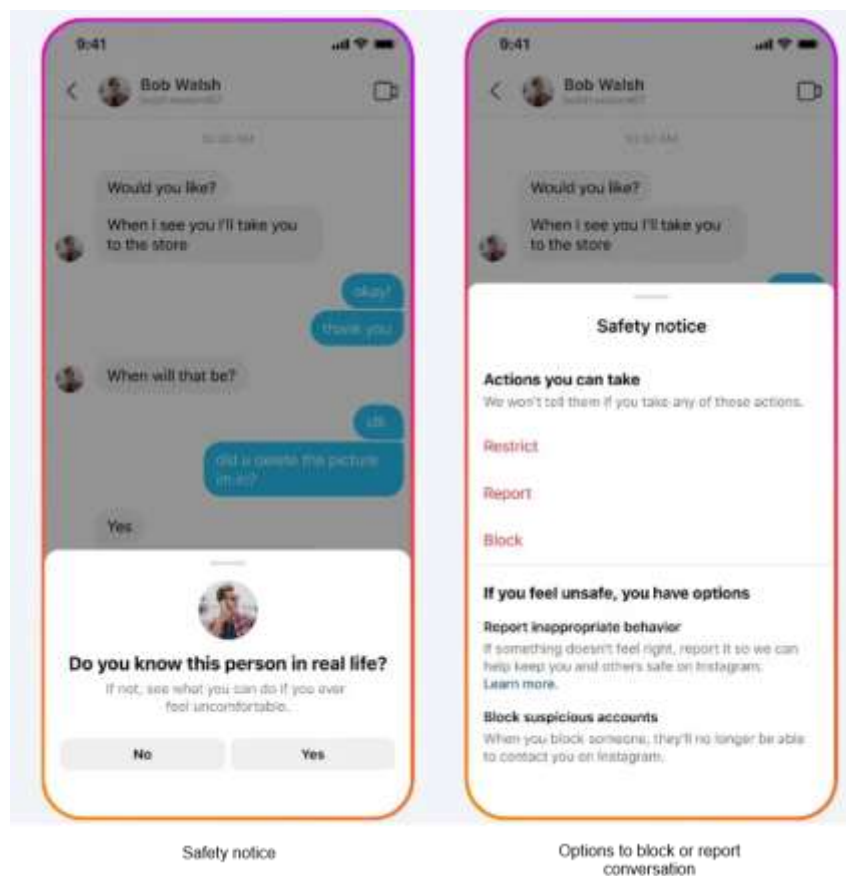 9:41
Bob Walsh
Would you like?
When I see you I'll take you
to the store
okay!
thank you
When will that be?
idk
did u delete the picture
im in?
Yes
Do you know this person in real life?
If not, see what you can do if you ever
feel uncomfortable.
No
Yes
Safety notice
9:41
Bob Walsh
Would you like?
When I see you I'll take you
to the store
Safety notice
Actions you can take
We won't tell them if you take any of these actions.
Restrict
Report
Block
If you feel unsafe, you have options
Report inappropriate behavior
If something doesn't feel right, report it so we can
help keep you and others safe on Instagram.
Learn more.
Block suspicious accounts
When you block someone, they'll no longer be able
to contact you on Instagram.
Options to block or report
conversation